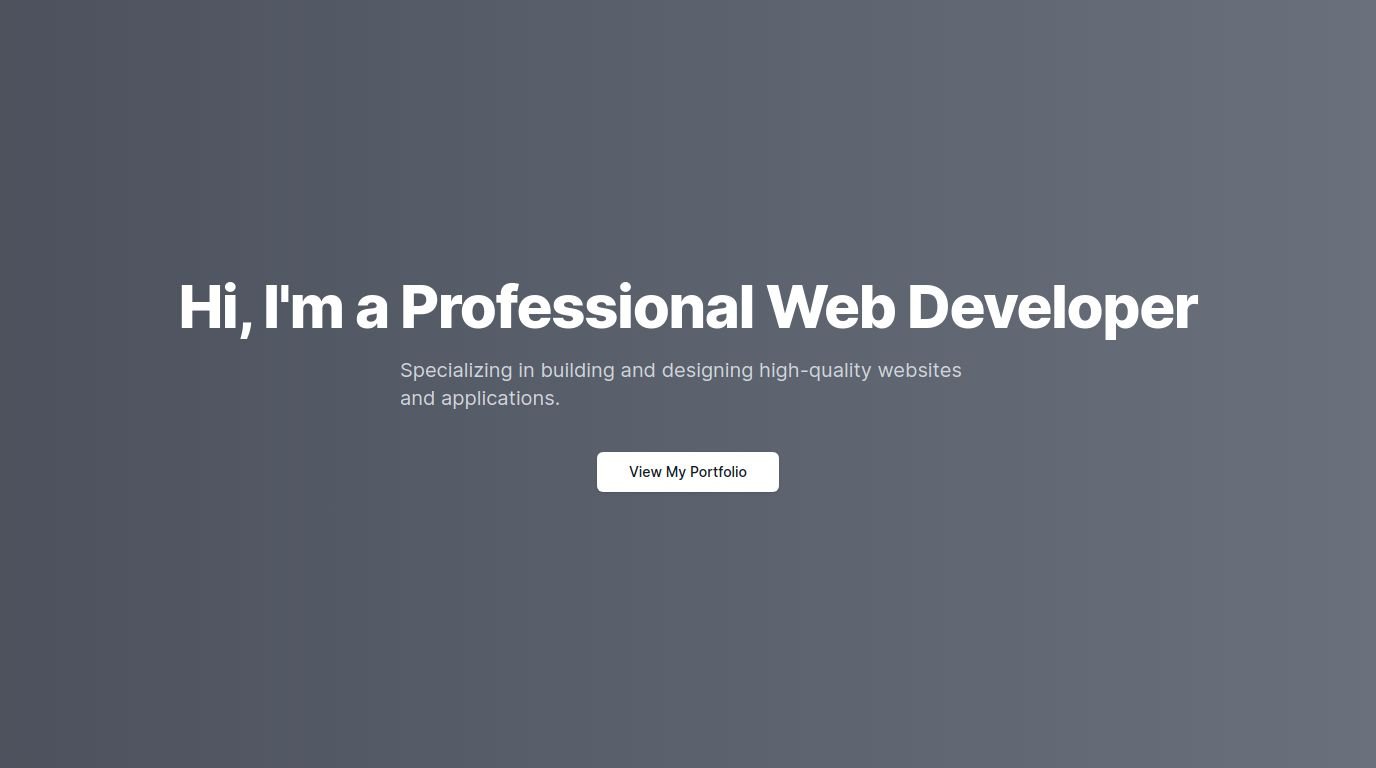 Hi, I'm a Professional Web Developer
Specializing in building and designing high-quality websites
and applications.
View My Portfolio